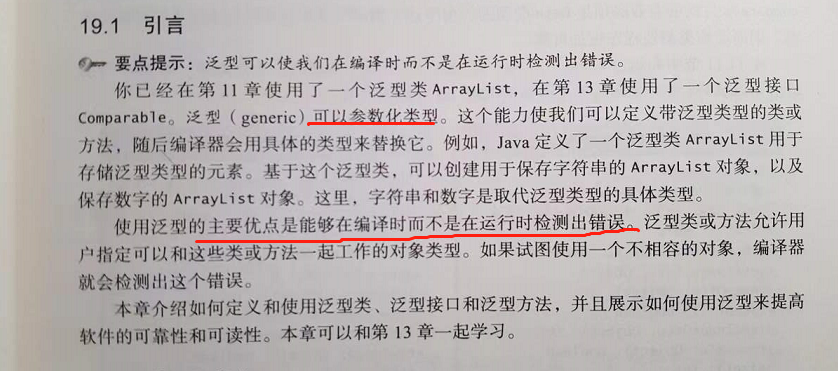 19.1 引言
要点提示：泛型可以使我们在编译时而不是在运行时检测出错误。
你已经在第 11 章使用了一个泛型类 ArrayList，在第 13 章使用了一个泛型接口
Comparable。泛型（generic）可以参数化类型。这个能力使我们可以定义带泛型类型的类或
方法，随后编译器会用具体的类型来替换它。例如，Java 定义了一个泛型类 ArrayList 用于
存储泛型类型的元素。基于这个泛型类，可以创建用于保存字符串的 ArrayList 对象，以及
保存数字的 ArrayList 对象。这里，字符串和数字是取代泛型类型的具体类型。
使用泛型的主要优点是能够在编译时而不是在运行时检测出错误。泛型类或方法允许用
户指定可以和这些类或方法一起工作的对象类型。如果试图使用一个不相容的对象，编译器
就会检测出这个错误。
本章介绍如何定义和使用泛型类、泛型接口和泛型方法，并且展示如何使用泛型来提高
软件的可靠性和可读性。本章可以和第 13 章一起学习。